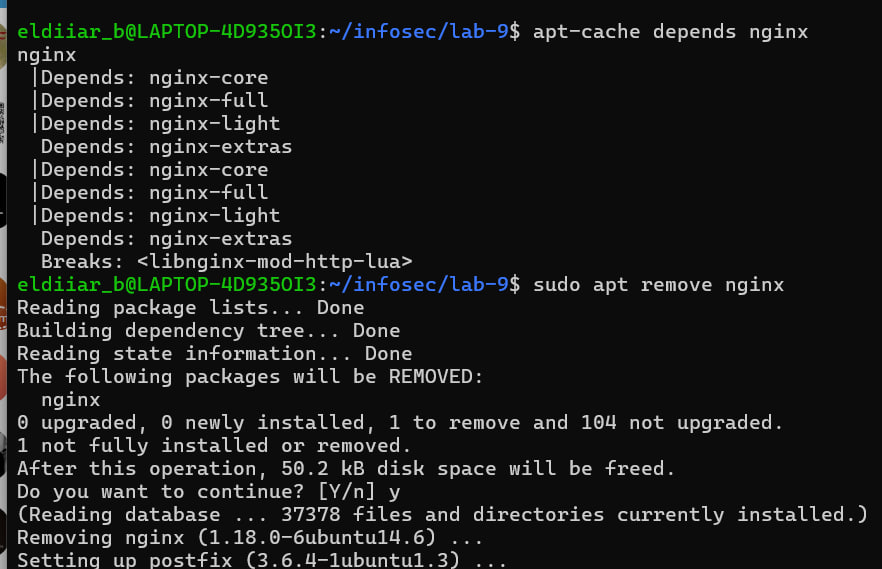 eldiiar_b@LAPTOP-4D935OI3:~/infosec/lab-9$ apt-cache depends nginx
nginx
 |Depends: nginx-core
 |Depends: nginx-full
 |Depends: nginx-light
  Depends: nginx-extras
 |Depends: nginx-core
 |Depends: nginx-full
 |Depends: nginx-light
  Depends: nginx-extras
  Breaks: <libnginx-mod-http-lua>
eldiiar_b@LAPTOP-4D935OI3:~/infosec/lab-9$ sudo apt remove nginx
Reading package lists... Done
Building dependency tree... Done
Reading state information... Done
The following packages will be REMOVED:
  nginx
0 upgraded, 0 newly installed, 1 to remove and 104 not upgraded.
1 not fully installed or removed.
After this operation, 50.2 kB disk space will be freed.
Do you want to continue? [Y/n] y
(Reading database ... 37378 files and directories currently installed.)
Removing nginx (1.18.0-6ubuntu14.6) ...
Setting up postfix (3.6.4-1ubuntu1.3) ...